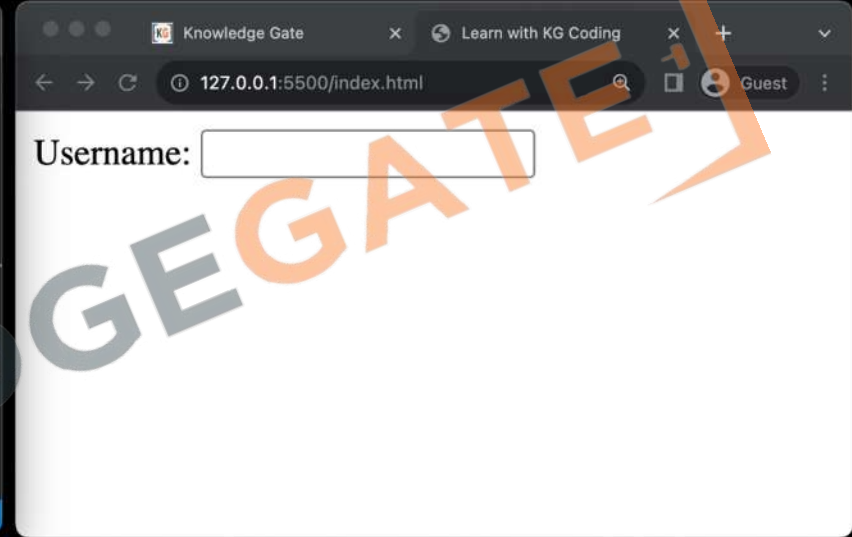 KG Knowledge Gate
Learn with KG Coding
127.0.0.1:5500/index.html
Guest
Username:
GEGATE